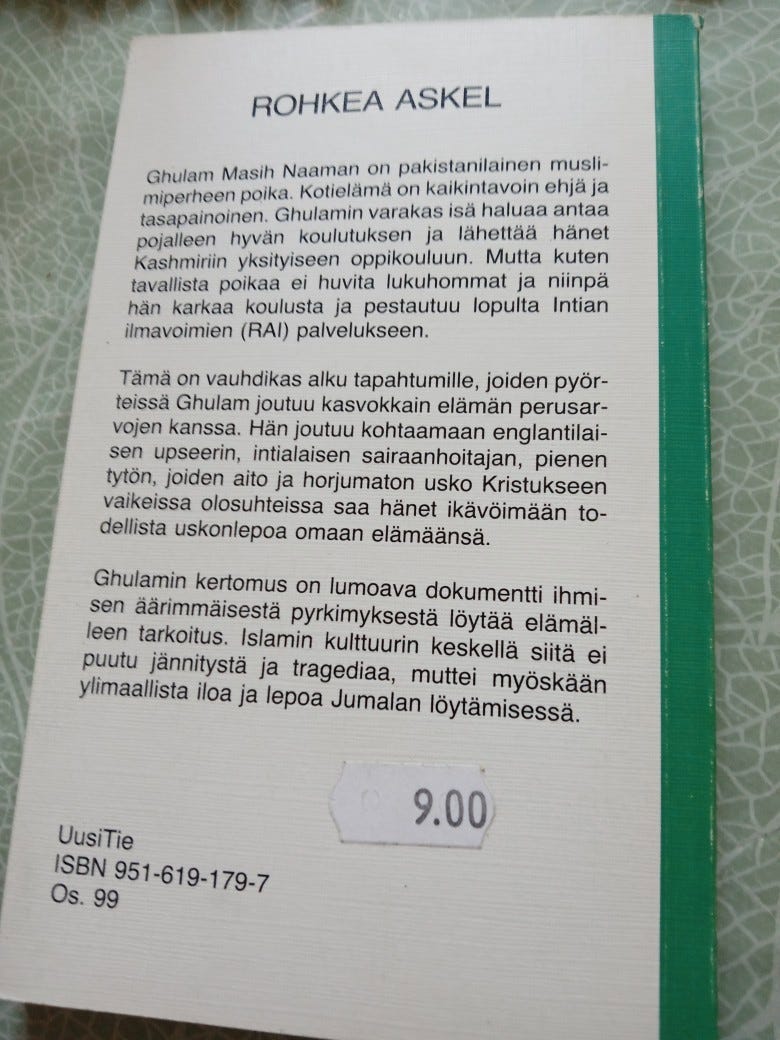 ROHKEA ASKEL
Ghulam Masih Naaman on pakistanilainen musli-
miperheen poika. Kotielämä on kaikintavoin ehjä ja
tasapainoinen. Ghulamin varakas isä haluaa antaa
pojalleen hyvän koulutuksen ja lähettää hänet
Kashmiriin yksityiseen oppikouluun. Mutta kuten
tavallista poikaa ei huvita lukuhommat ja niinpä
hän karkaa koulusta ja pestautuu lopulta Intian
ilmavoimien (RAI) palvelukseen.
Tämä on vauhdikas alku tapahtumille, joiden pyör-
teissä Ghulam joutuu kasvokkain elämän perusar-
vojen kanssa. Hän joutuu kohtaamaan englantilai-
sen upseerin, intialaisen sairaanhoitajan, pienen
tytön, joiden aito ja horjumaton usko Kristukseen
vaikeissa olosuhteissa saa hänet ikävöimään to-
dellista uskonlepoa omaan elämäänsä.
Ghulamin kertomus on lumoava dokumentti ihmi-
sen äärimmäisestä pyrkimyksestä löytää elämäl-
leen tarkoitus. Islamin kulttuurin keskellä siitä ei
puutu jännitystä ja tragediaa, muttei myöskään
ylimaallista iloa ja lepoa Jumalan löytämisessä.
9.00
UusiTie
ISBN 951-619-179-7
Os. 99